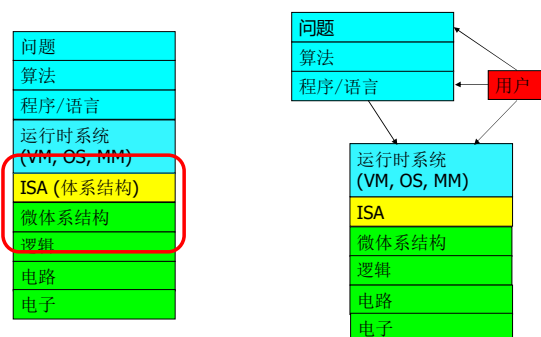 问题
算法
程序/语言
运行时系统
(VM, OS, MM)
ISA (体系结构)
微体系结构
逻辑
电路
电子
问题
算法
程序/语言
用户
运行时系统
(VM, OS, MM)
ISA
微体系结构
逻辑
电路
电子